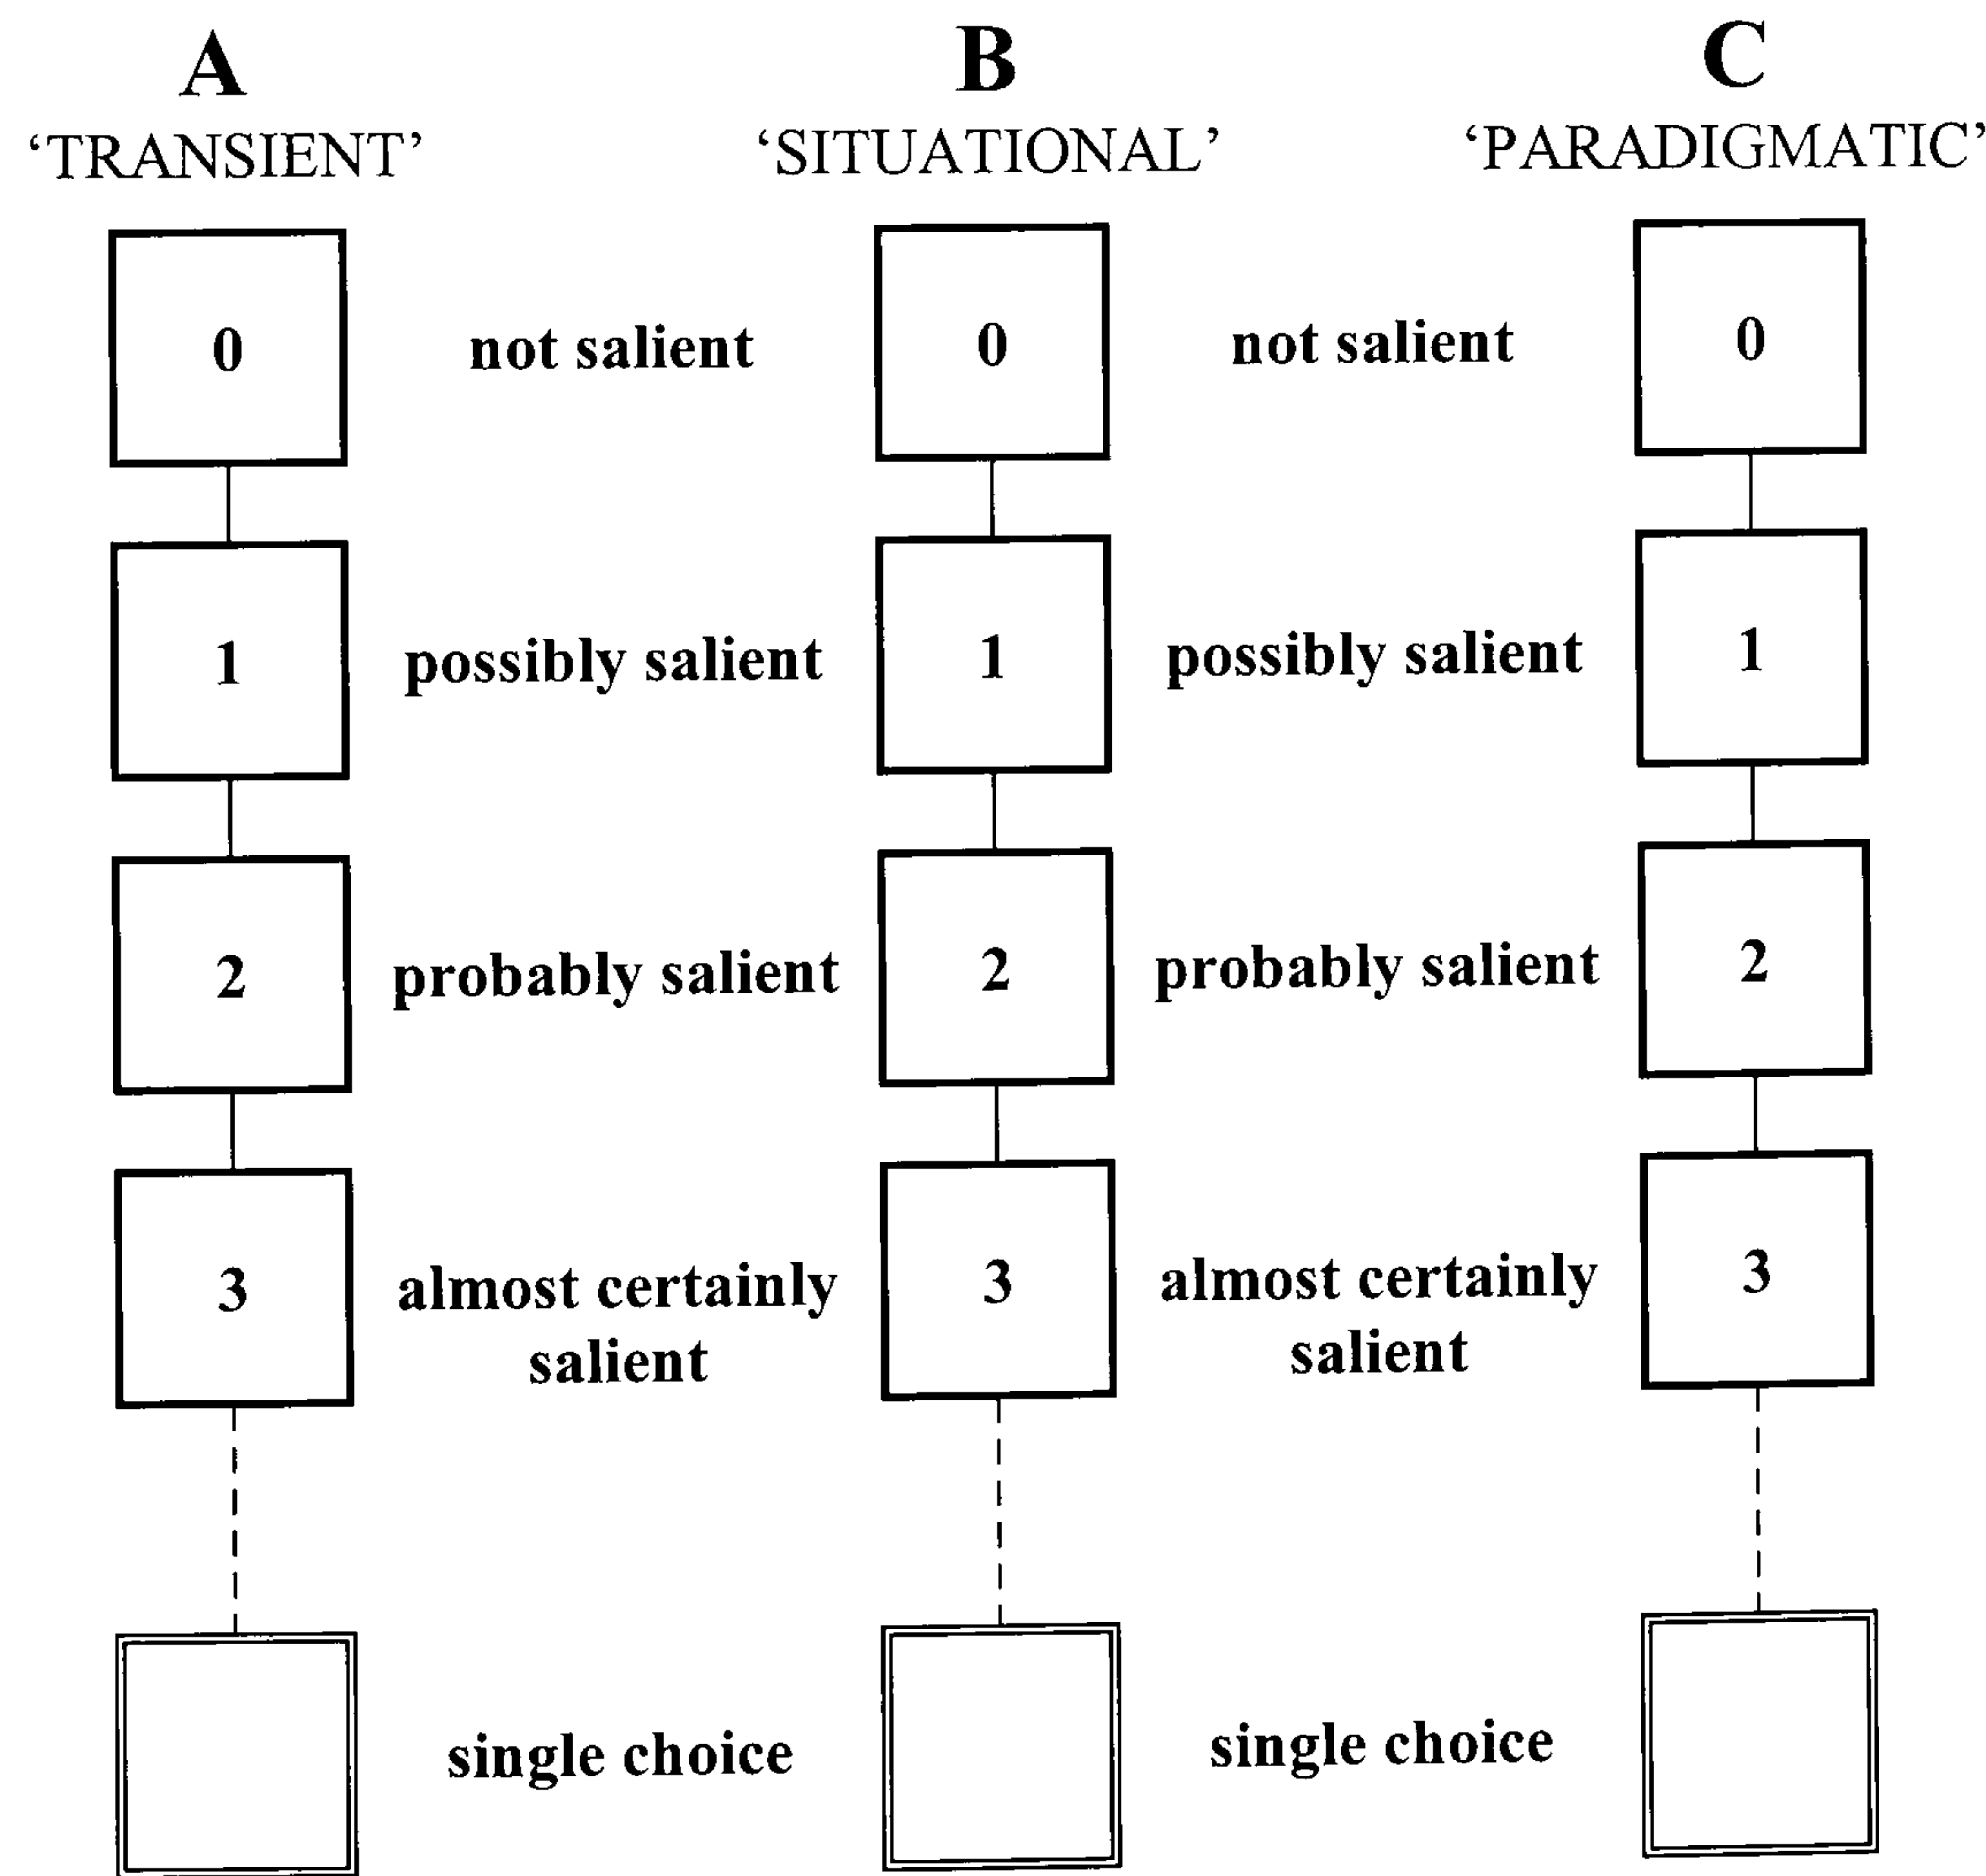 A B C
‘TRANSIENT’ ‘SITUATIONAL’ ‘PARADIGMATIC’
0 not salient 0 not salient 0
1 possibly salient 1 possibly salient 1
2 probably salient 2 probably salient 2
3 almost certainly 3 almost certainly 3
salient salient
single choice single choice